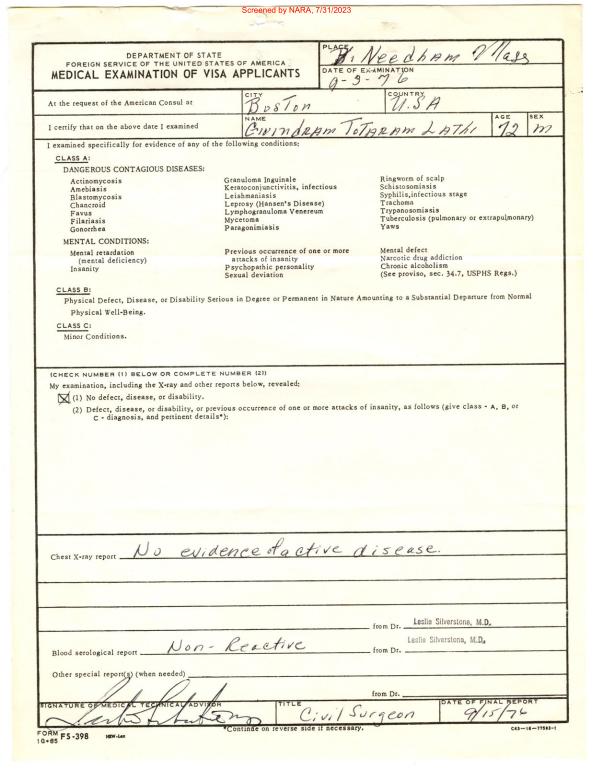 Screened by NARA, 7/31/2023
DEPARTMENT OF STATE
FOREIGN SERVICE OF THE UNITED STATES OF AMERICA
MEDICAL EXAMINATION OF VISA APPLICANTS
PLACE
Needham Mass
DATE OF EXAMINATION
9-3-76
At the request of the American Consul at
CITY
Boston
COUNTRY
U.S.A
I certify that on the above date I examined
NAME
TOTARAM LATHI
AGE
72
SEX
M
I examined specifically for evidence of any of the following conditions:
CLASS A:
DANGEROUS CONTAGIOUS DISEASES:
Actinomycosis
Amebiasis
Blastomycosis
Chancroid
Favus
Filariasis
Gonorrhea
Granuloma Inguinale
Keratoconjunctivitis, infectious
Leishmaniasis
Leprosy (Hansen's Disease)
Lymphogranuloma Venereum
Mycetoma
Paragonimiasis
Ringworm of scalp
Schistosomiasis
Syphilis, infectious stage
Trachoma
Trypanosomiasis
Tuberculosis (pulmonary or extrapulmonary)
Yaws
MENTAL CONDITIONS:
Mental retardation
(mental deficiency)
Insanity
Previous occurrence of one or more
attacks of insanity
Psychopathic personality
Sexual deviation
Mental defect
Narcotic drug addiction
Chronic alcoholism
(See proviso, sec. 34.7, USPHS Regs.)
CLASS B:
Physical Defect, Disease, or Disability Serious in Degree or Permanent in Nature Amounting to a Substantial Departure from Normal
Physical Well-Being.
CLASS C:
Minor Conditions.
(CHECK NUMBER (1) BELOW OR COMPLETE NUMBER (2))
My examination, including the X-ray and other reports below, revealed:
(1) No defect, disease, or disability.
(2) Defect, disease, or disability, or previous occurrence of one or more attacks of insanity, as follows (give class - A, B, or
C - diagnosis, and pertinent details*):
Chest X-ray report No evidence of active disease.
from Dr. Leslie Silverstone, M.D.
Blood serological report Non-Reactive
from Dr. Leslie Silverstone, M.D.
Other special report(s) (when needed)
from Dr.
SIGNATURE OF MEDICAL TECHNICAL ADVISOR
TITLE
Civil Surgeon
DATE OF FINAL REPORT
9/15/76
*Continue on reverse side if necessary.
FORM FS-398
10-65